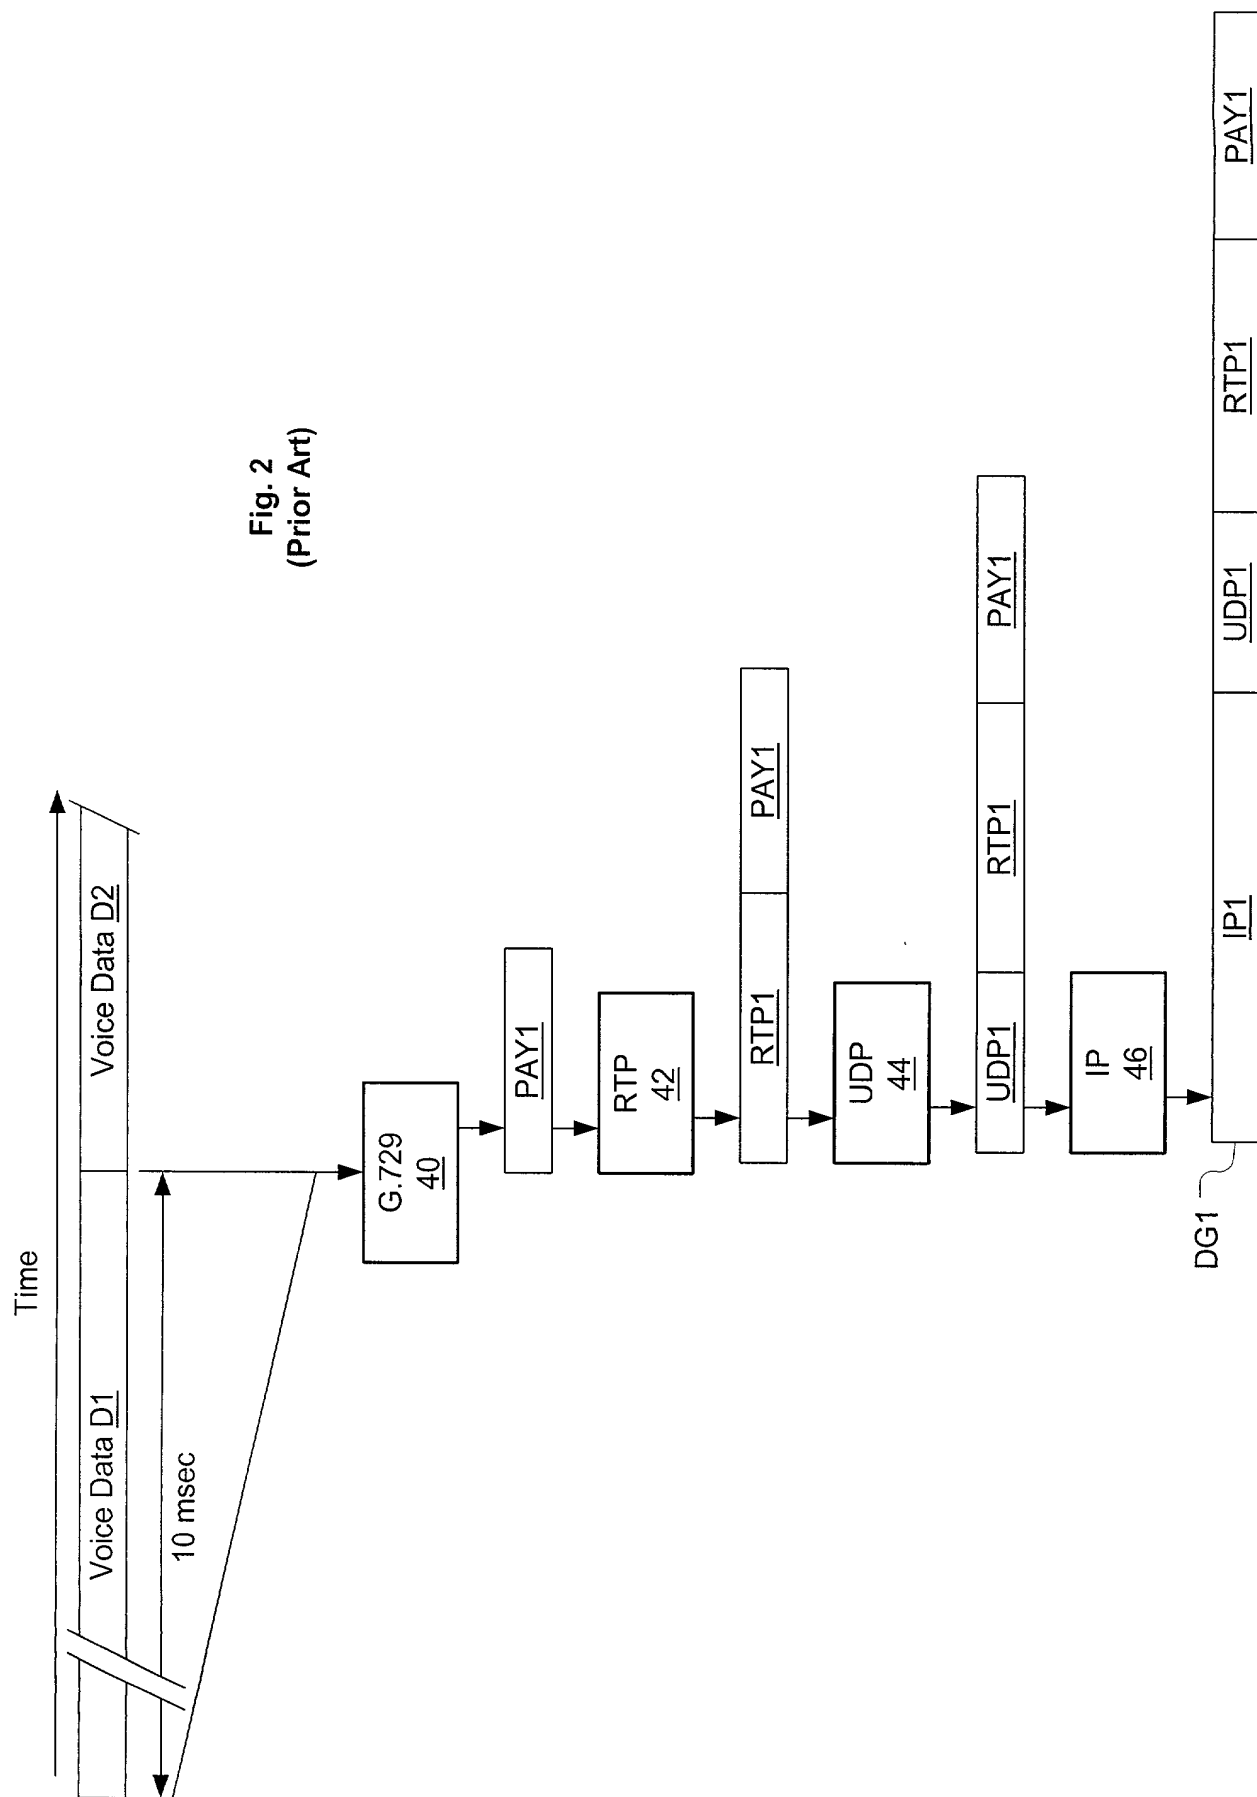 Time
Voice Data D1
Voice Data D2
10 msec
Fig. 2
(Prior Art)
G.729
40
PAY1
RTP
42
RTP1
PAY1
UDP
44
UDP1
RTP1
PAY1
IP
46
DG1
IP1
UDP1
RTP1
PAY1